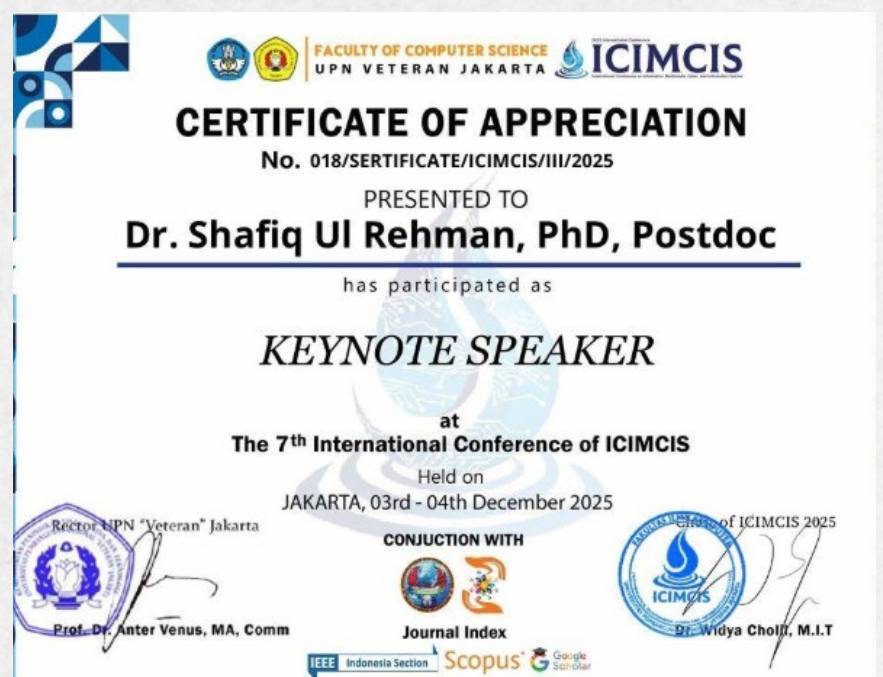 FACULTY OF COMPUTER SCIENCE
UPN VETERAN JAKARTA
ICIMCIS
CERTIFICATE OF APPRECIATION
No. 018/SERTIFICATE/ICIMCIS/III/2025
PRESENTED TO
Dr. Shafiq Ul Rehman, PhD, Postdoc
has participated as
KEYNOTE SPEAKER
at
The 7th International Conference of ICIMCIS
Held on
JAKARTA, 03rd - 04th December 2025
Rector UPN "Veteran" Jakarta
of ICIMCIS 2025
CONJUCTION WITH
ICIMCIS
Prof. Dr. Anter Venus, MA, Comm
Journal Index
Dr. Widya Cholil, M.I.T
IEEE Indonesia Section
Scopus
Google Scholar